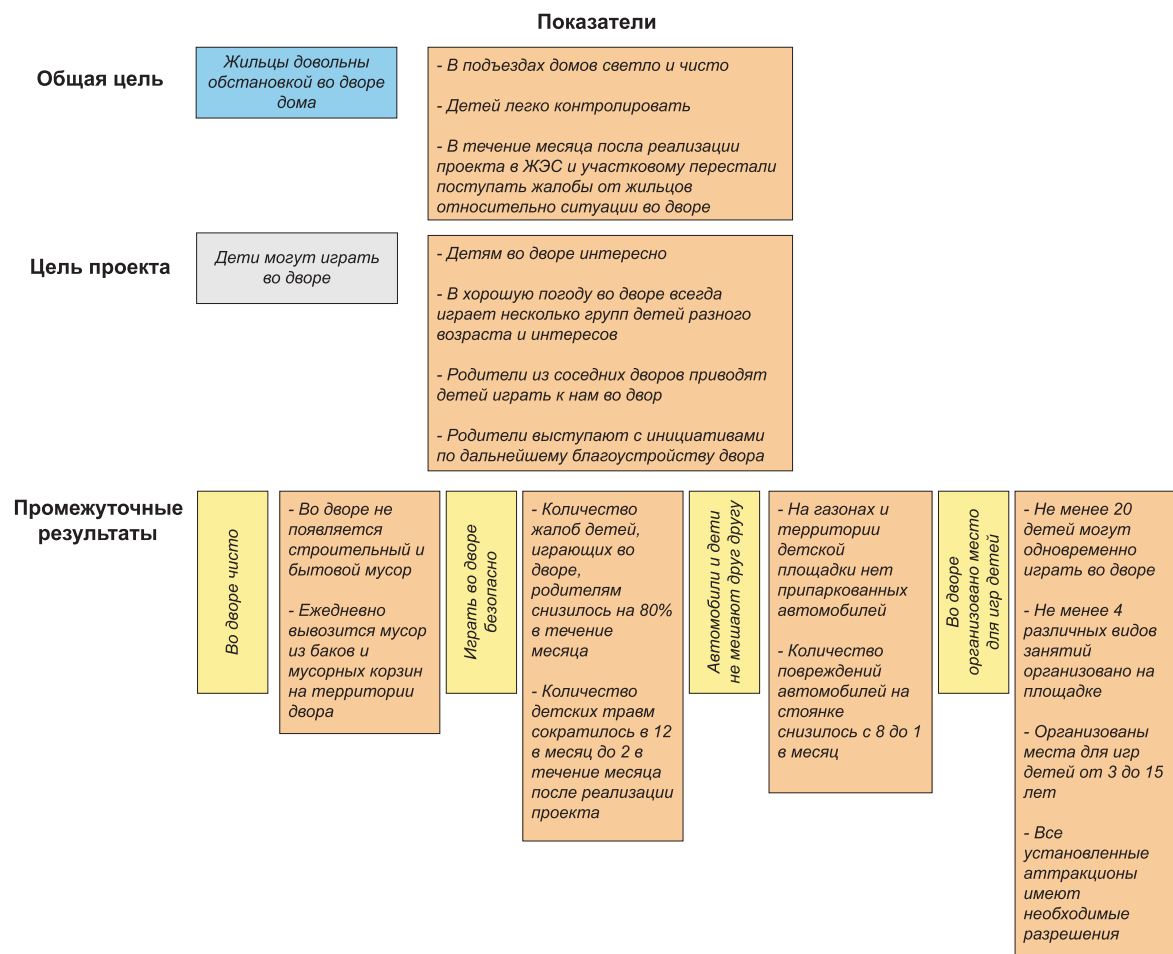 Показатели
Общая цель
Жильцы довольны
обстановкой во дворе
дома
- В подъездах домов светло и чисто
- Детей легко контролировать
- В течение месяца посла реализации
проекта в ЖЭС и участковому перестали
поступать жалобы от жильцов
относительно ситуации во дворе
Цель проекта
Дети могут играть
во дворе
- Детям во дворе интересно
- В хорошую погоду во дворе всегда
играет несколько групп детей разного
возраста и интересов
- Родители из соседних дворов приводят
детей играть к нам во двор
- Родители выступают с инициативами
по дальнейшему благоустройству двора
Промежуточные
результаты
Во дворе чисто
- Во дворе не
появляется
строительный и
бытовой мусор
- Ежедневно
вывозится мусор
из баков и
мусорных корзин
на территории
двора
Играть во дворе
безопасно
- Количество
жалоб детей,
играющих во
дворе,
родителям
снизилось на 80%
в течение
месяца
- Количество
детских травм
сократилось в 12
в месяц до 2 в
течение месяца
после реализации
проекта
Автомобили и дети
не мешают друг другу
- На газонах и
территории
детской
площадки нет
припаркованных
автомобилей
- Количество
повреждений
автомобилей на
стоянке
снизилось с 8 до 1
в месяц
Во дворе
организовано место
для игр детей
- Не менее 20
детей могут
одновременно
играть во дворе
- Не менее 4
различных видов
занятий
организовано на
площадке
- Организованы
места для игр
детей от 3 до 15
лет
- Все
установленные
аттракционы
имеют
необходимые
разрешения